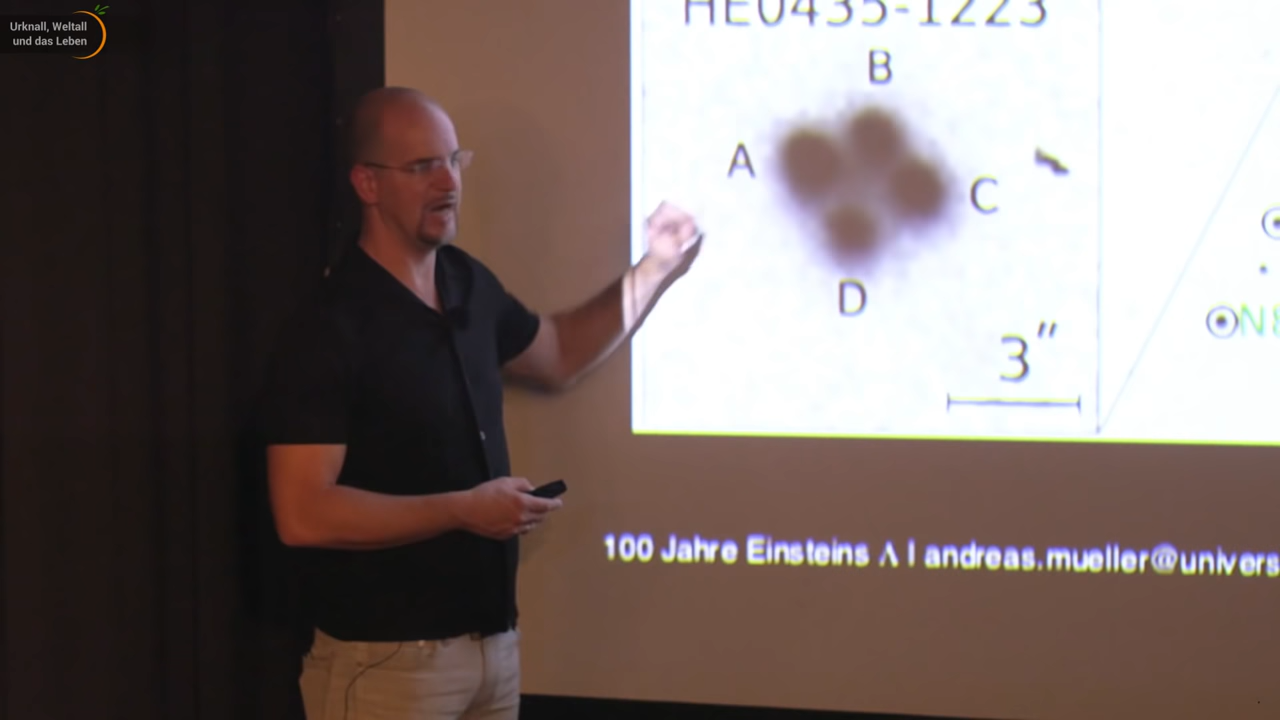 Urknall, Weltall
und das Leben
HE0435-1223
B
A
C
D
3"
100 Jahre Einsteins Λ | andreas.mueller@univers